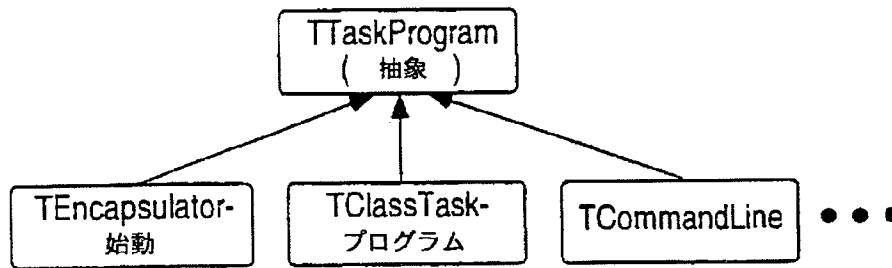 TTaskProgram
( 抽象 )
TEncapsulator-
始動
TClassTask-
プログラム
TCommandLine